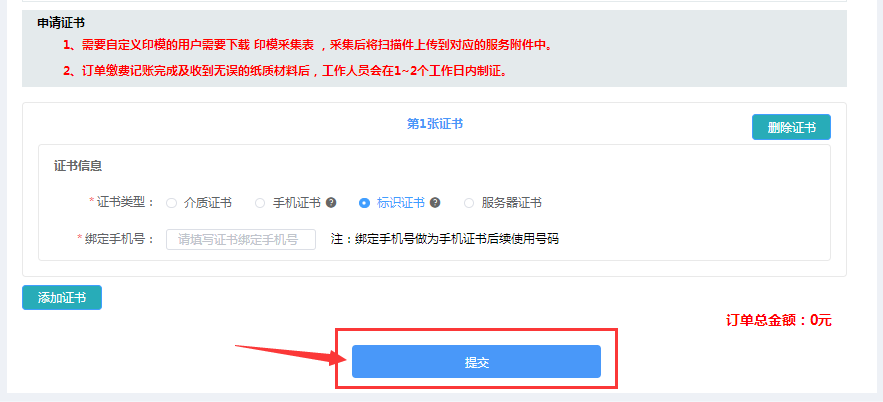 申请证书
1、需要自定义印模的用户需要下载 印模采集表 ，采集后将扫描件上传到对应的服务附件中。
2、订单缴费记账完成及收到无误的纸质材料后，工作人员会在1~2个工作日内制证。
第1张证书
删除证书
证书信息
*证书类型： 介质证书 手机证书 ? 标识证书 ? 服务器证书
*绑定手机号： 请填写证书绑定手机号 注：绑定手机号做为手机证书后续使用号码
添加证书
订单总金额：0元
提交